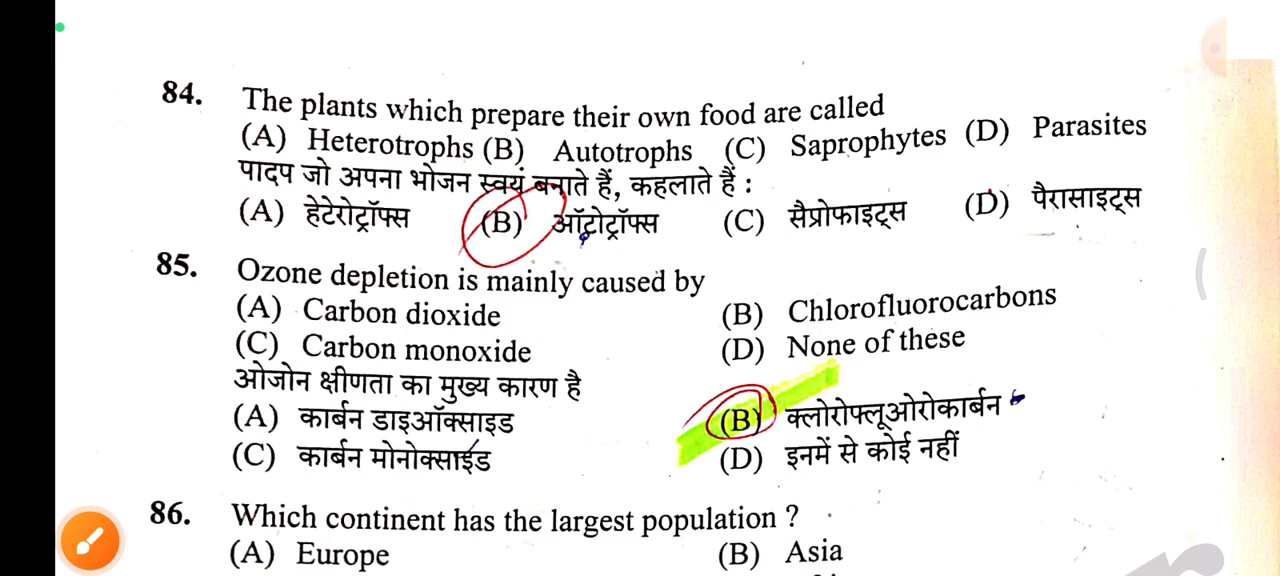 84. The plants which prepare their own food are called
(A) Heterotrophs (B) Autotrophs (C) Saprophytes (D) Parasites
पादप जो अपना भोजन स्वयं बनाते हैं, कहलाते हैं :
(A) हेटेरोट्रॉफ्स (B) ऑटोट्रॉफ्स (C) सैप्रोफाइट्स (D) पैरासाइट्स
85. Ozone depletion is mainly caused by
(A) Carbon dioxide (B) Chlorofluorocarbons
(C) Carbon monoxide (D) None of these
ओजोन क्षीणता का मुख्य कारण है
(A) कार्बन डाइऑक्साइड (B) क्लोरोफ्लूओरोकार्बन
(C) कार्बन मोनोक्साईड (D) इनमें से कोई नहीं
86. Which continent has the largest population ?
(A) Europe (B) Asia